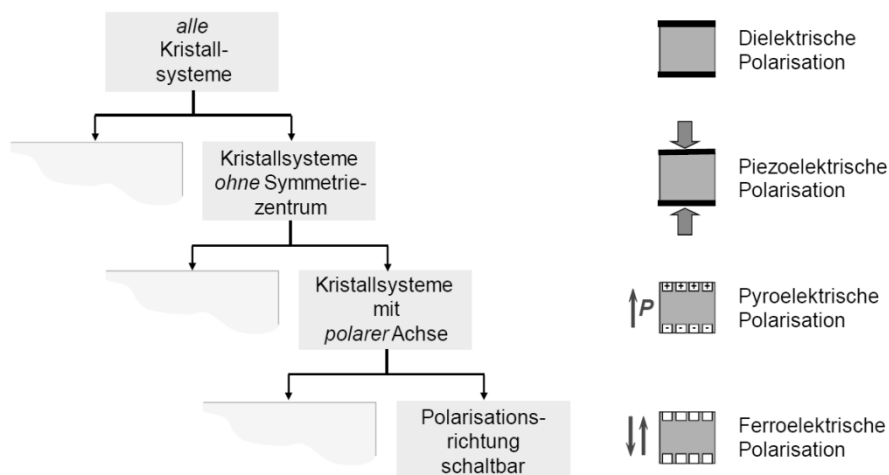 alle
Kristall-
systeme
Dielektrische
Polarisation
Kristallsysteme
ohne Symmetrie-
zentrum
Piezoelektrische
Polarisation
Kristallsysteme
mit
polarer Achse
+ + + +
P
- - - -
Pyroelektrische
Polarisation
Polarisations-
richtung
schaltbar
Ferroelektrische
Polarisation